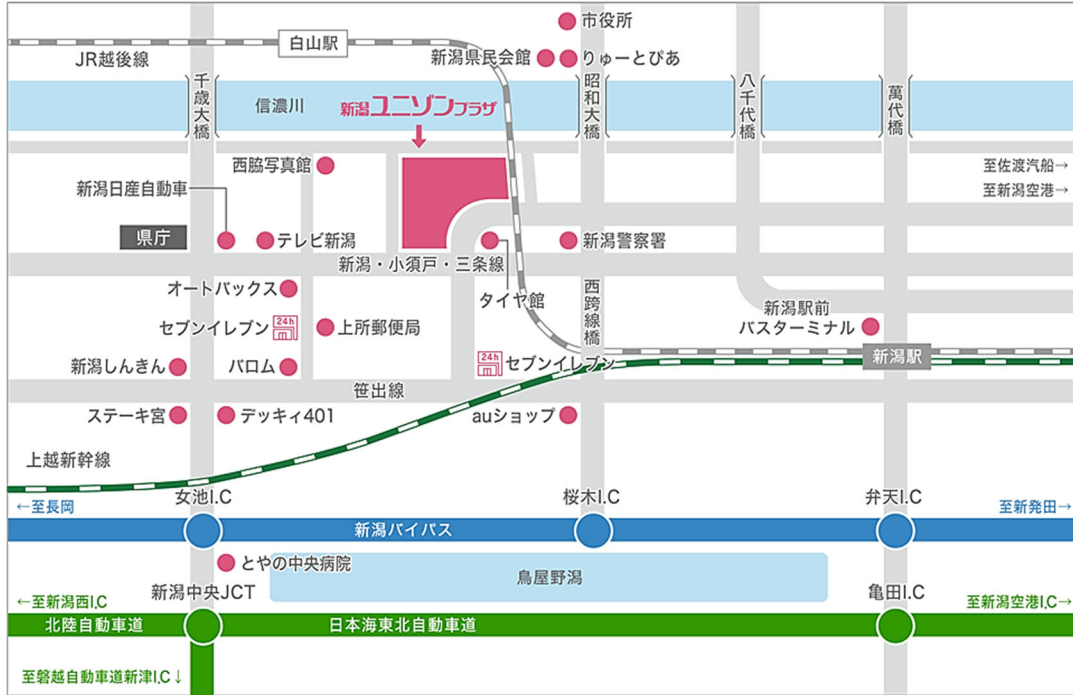 市役所
白山駅
JR越後線
新潟県民会館
りゅーとぴあ
千歳大橋
昭和大橋
八千代橋
萬代橋
信濃川
新潟ユニゾンプラザ
西脇写真館
至佐渡汽船→
新潟日産自動車
至新潟空港→
県庁
テレビ新潟
新潟警察署
新潟・小須戸・三条線
オートバックス
タイヤ館
西跨線橋
新潟駅前
バスターミナル
セブンイレブン
24h
上所郵便局
新潟しんきん
バロム
24h
セブンイレブン
新潟駅
笹出線
ステーキ宮
デッキィ401
auショップ
上越新幹線
女池I.C
桜木I.C
弁天I.C
←至長岡
至新発田→
新潟バイパス
とやの中央病院
鳥屋野潟
新潟中央JCT
亀田I.C
←至新潟西I.C
至新潟空港I.C→
北陸自動車道
日本海東北自動車道
至磐越自動車道新津I.C↓